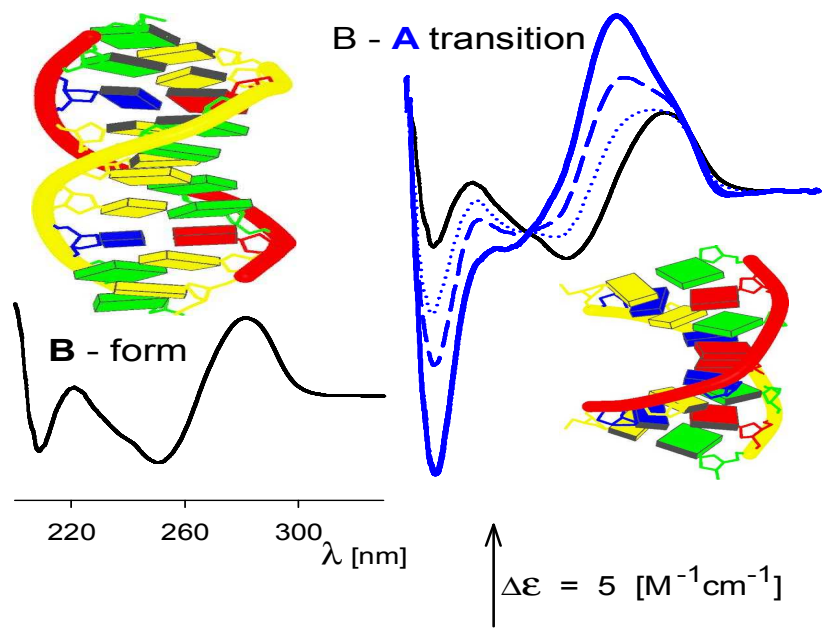 B - A transition
B - form
220 260 300
λ [nm]
Δε = 5 [M⁻¹cm⁻¹]